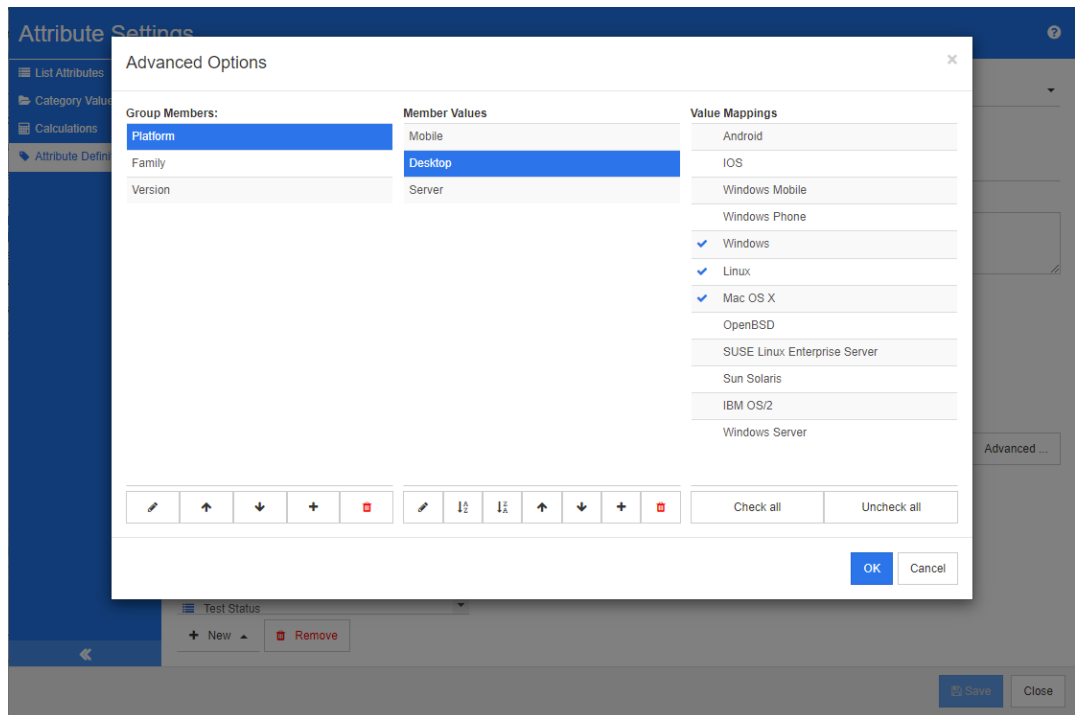 Attribute Settings
List Attributes
Category Value
Calculations
Attribute Defini
Advanced Options
×
Group Members:
Platform
Family
Version
Member Values
Mobile
Desktop
Server
Value Mappings
Android
IOS
Windows Mobile
Windows Phone
Windows
Linux
Mac OS X
OpenBSD
SUSE Linux Enterprise Server
Sun Solaris
IBM OS/2
Windows Server
Check all
Uncheck all
OK
Cancel
Advanced ...
Test Status
+ New
Remove
Save
Close